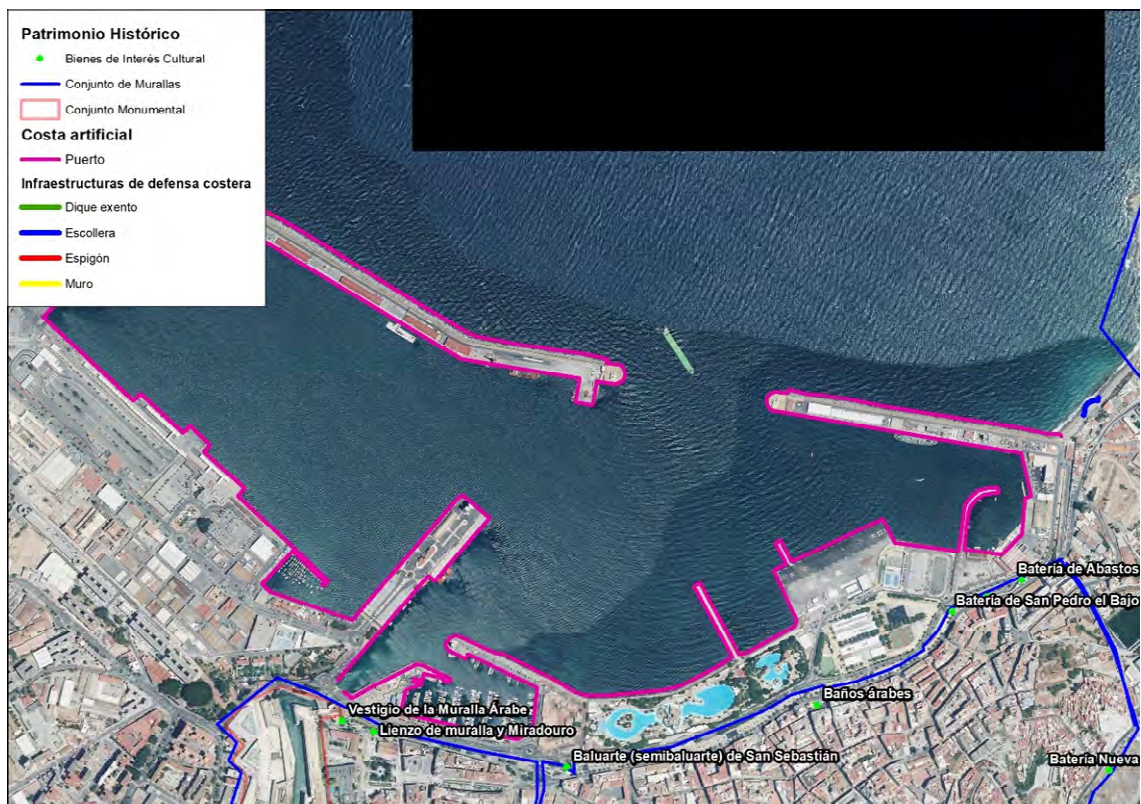 Patrimonio Histórico
Bienes de Interés Cultural
Conjunto de Murallas
Conjunto Monumental
Costa artificial
Puerto
Infraestructuras de defensa costera
Dique exento
Escollera
Espigón
Muro
Batería de Abastos
Batería de San Pedro el Bajo
Baños árabes
Vestigio de la Muralla Árabe
Lienzo de muralla y Miradouro
Baluarte (semibaluarte) de San Sebastián
Batería Nueva